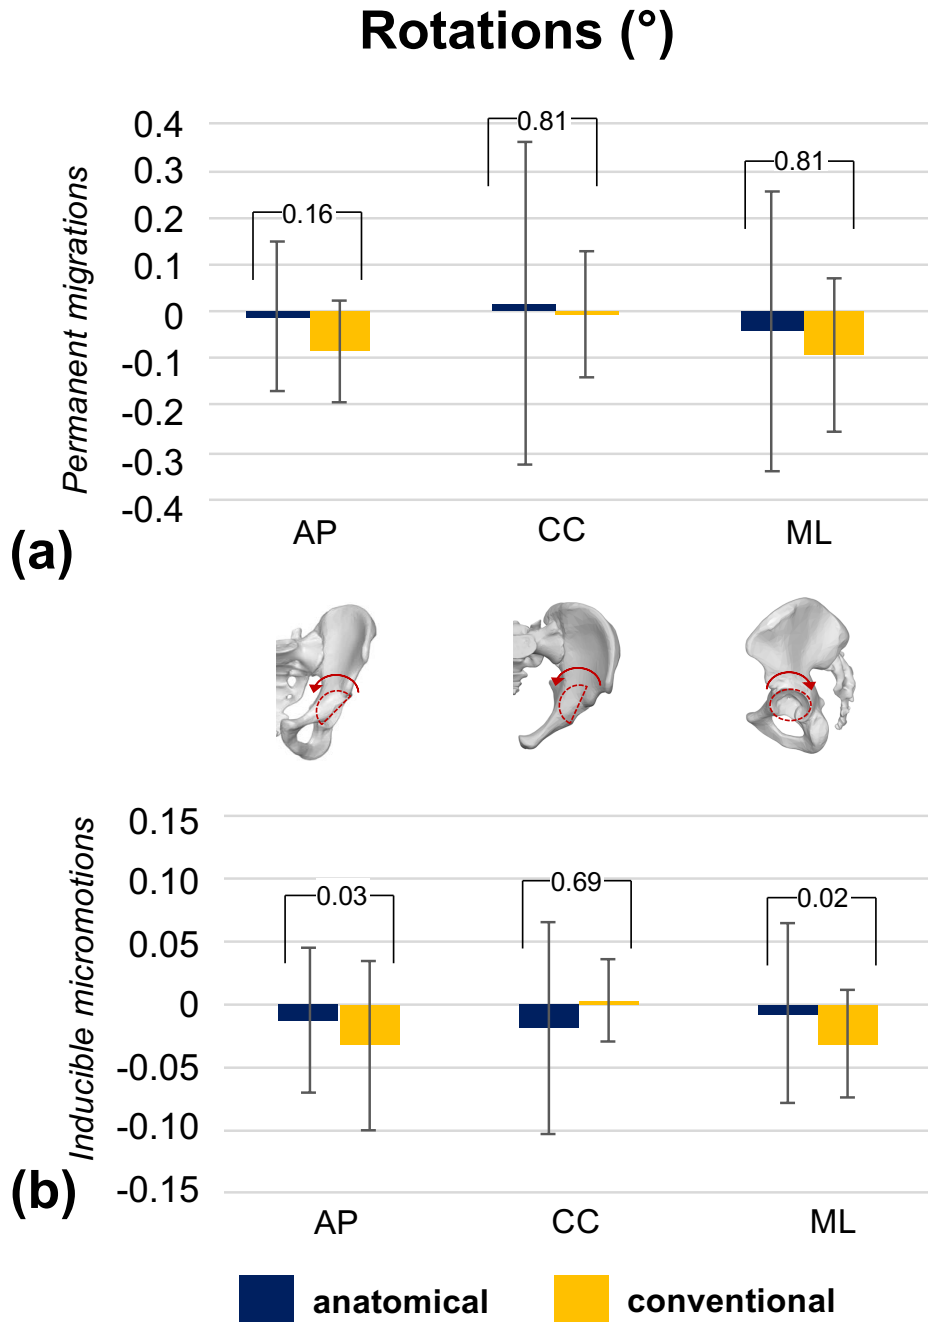 Rotations (°)
Permanent migrations
0.4
0.3
0.2
0.1
0
-0.1
-0.2
-0.3
-0.4
0.16
0.81
0.81
AP CC ML
(a)
Inducible micromotions
0.15
0.10
0.05
0
-0.05
-0.10
-0.15
0.03
0.69
0.02
(b)
AP CC ML
anatomical conventional